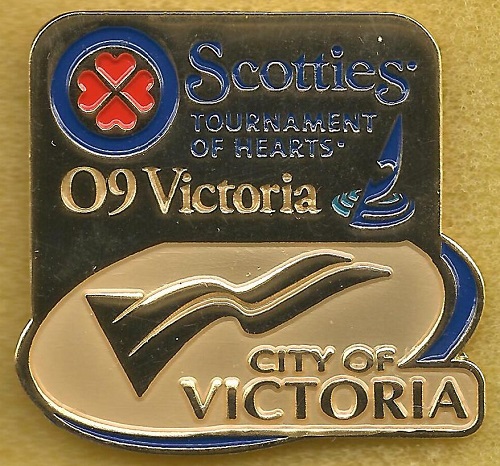 Scotties
TOURNAMENT
OF HEARTS
09 Victoria
CITY OF
VICTORIA